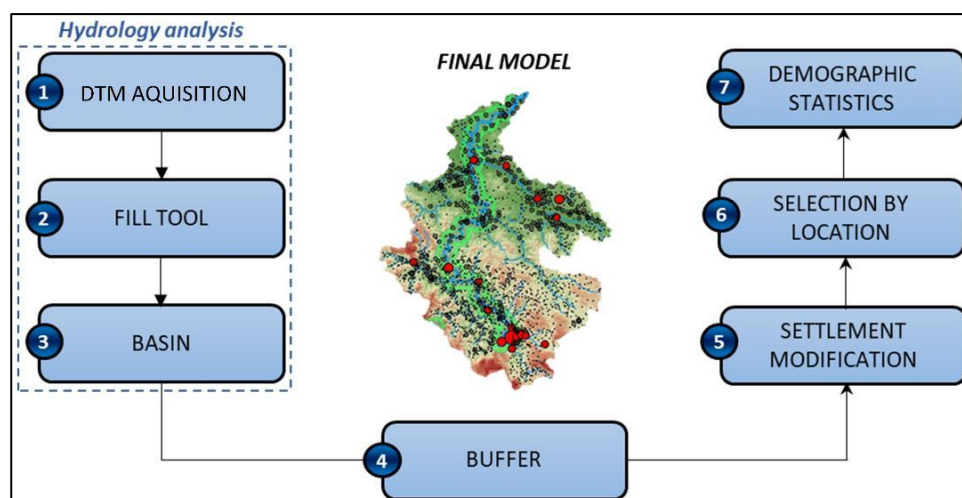 Hydrology analysis
1
DTM AQUISITION
2
FILL TOOL
3
BASIN
FINAL MODEL
4
BUFFER
5
SETTLEMENT
MODIFICATION
6
SELECTION BY
LOCATION
7
DEMOGRAPHIC
STATISTICS